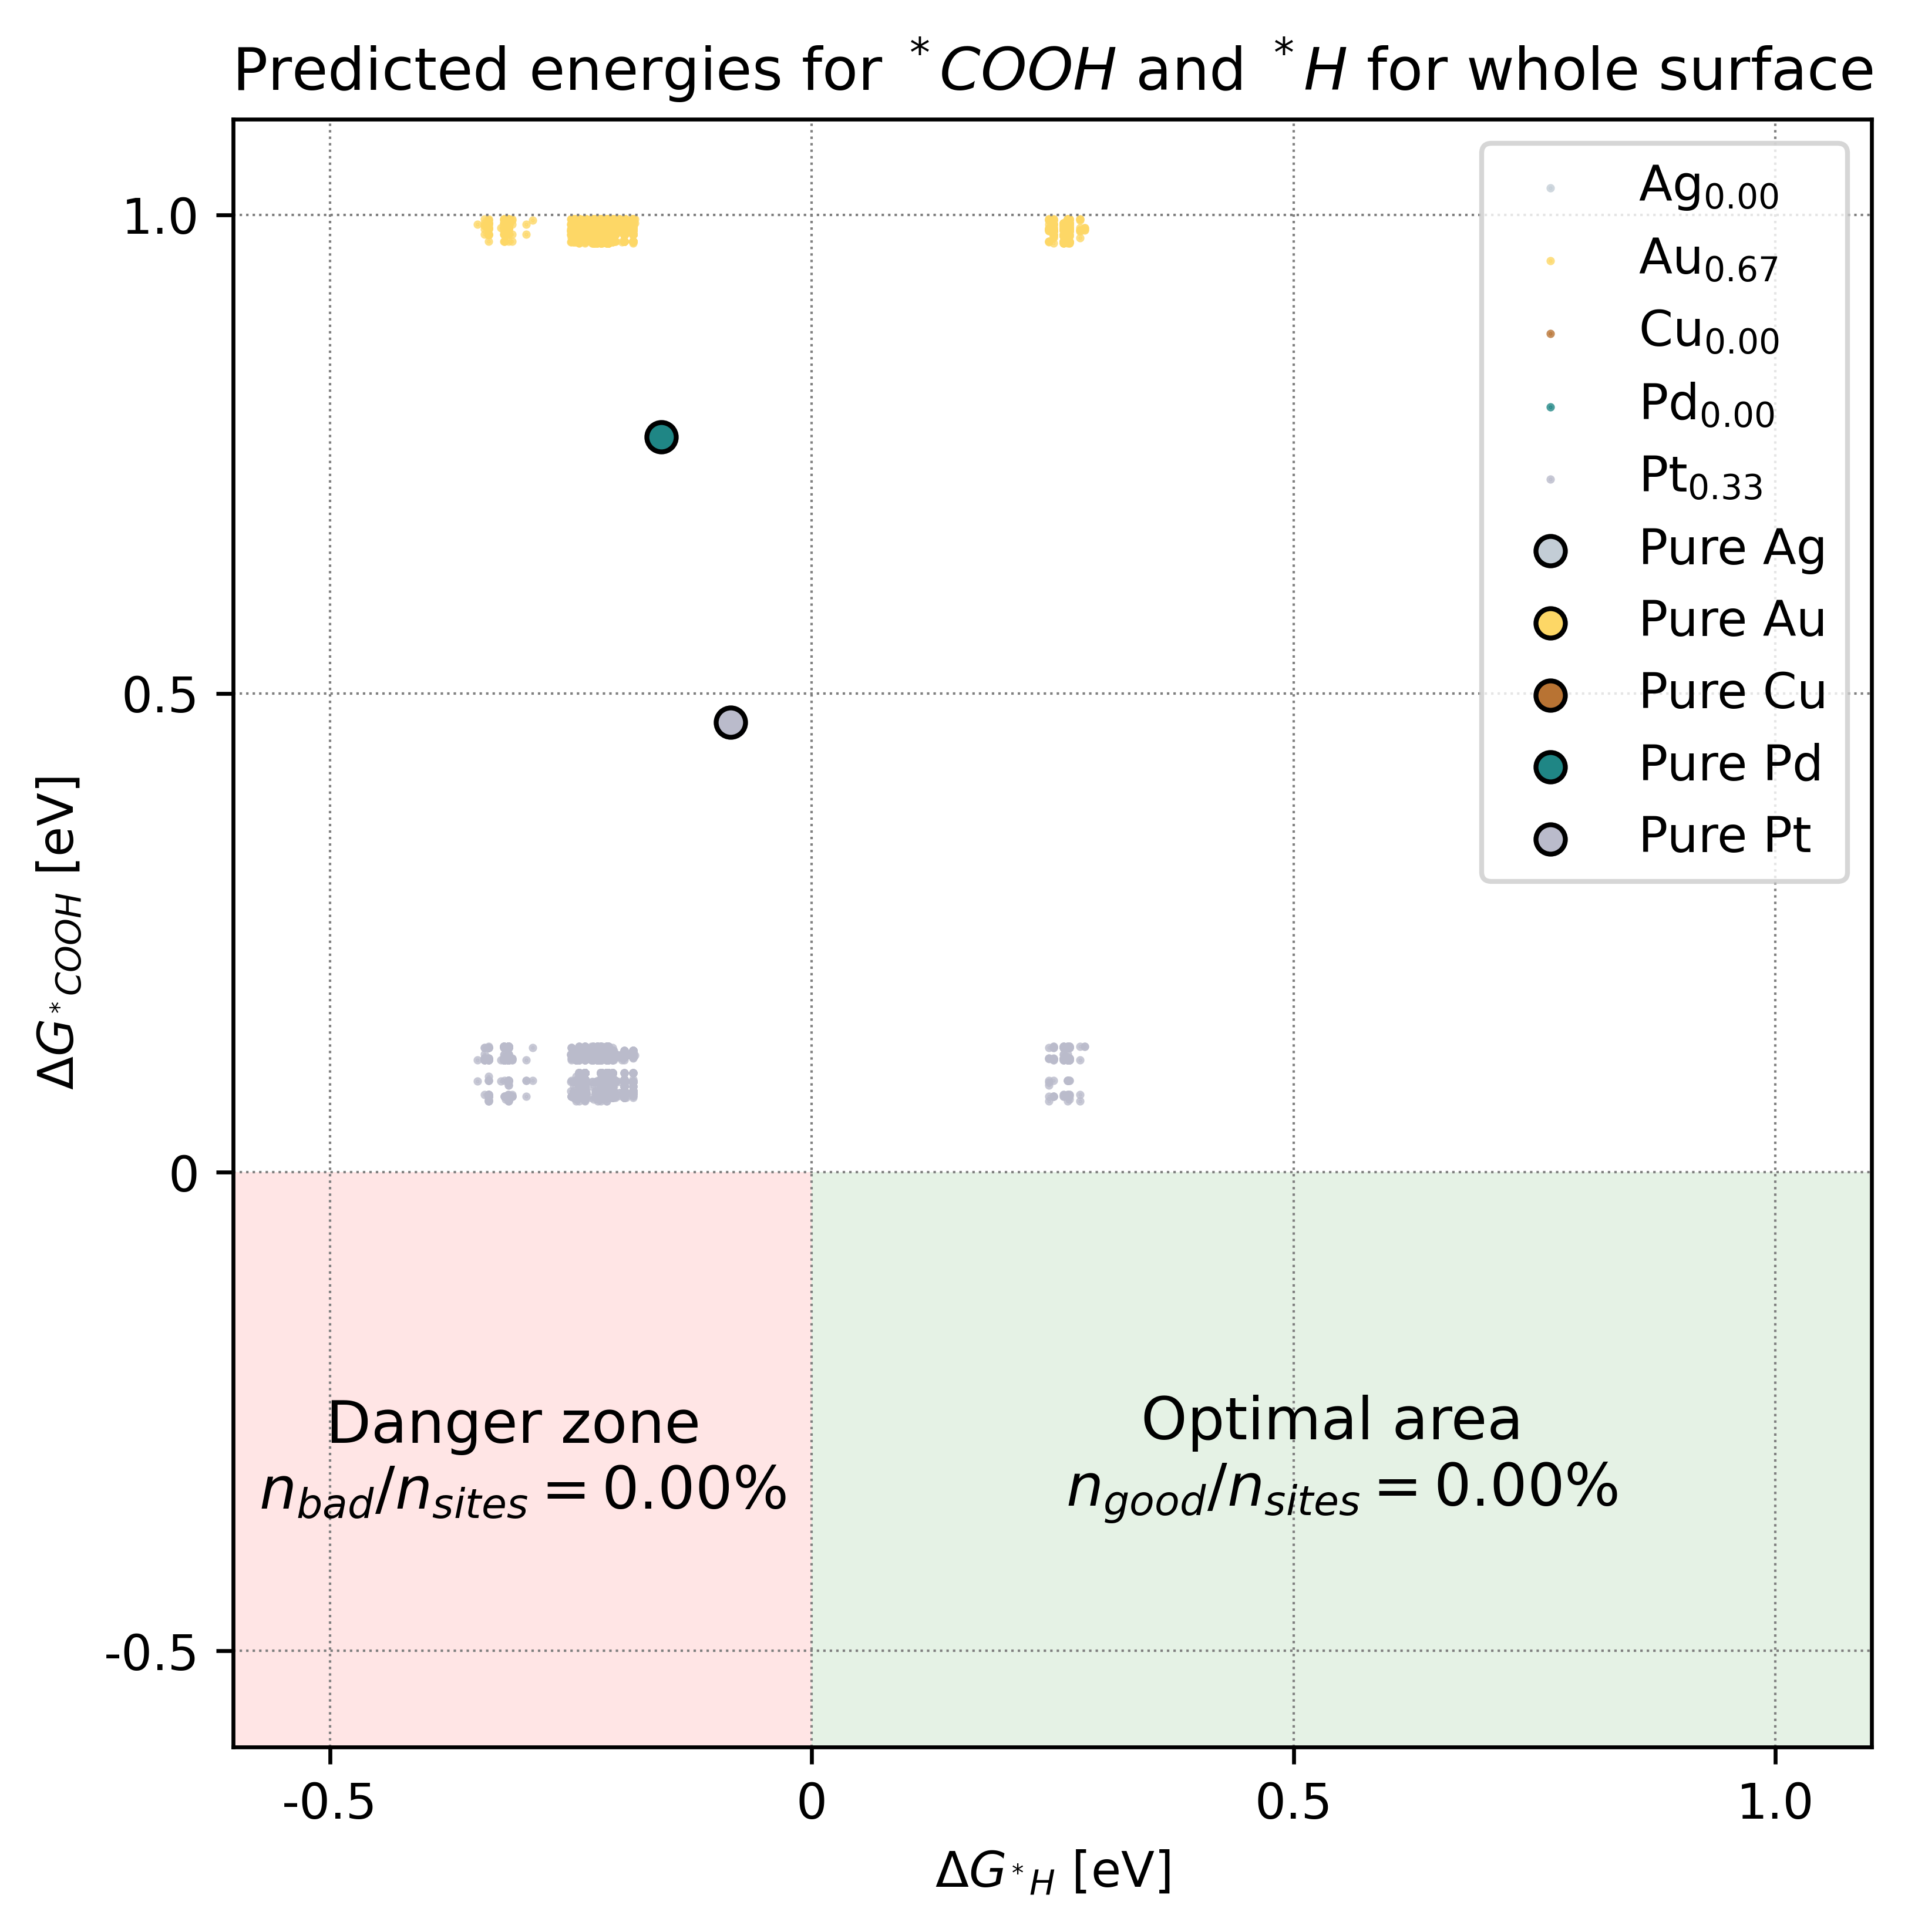 Predicted energies for *COOH and *H for whole surface
Ag0.00
Au0.67
Cu0.00
Pd0.00
Pt0.33
Pure Ag
Pure Au
Pure Cu
Pure Pd
Pure Pt
1.0
0.5
0
-0.5
ΔG*COOH [eV]
Danger zone
nbad/nsites = 0.00%
Optimal area
ngood/nsites = 0.00%
-0.5
0
0.5
1.0
ΔG*H [eV]